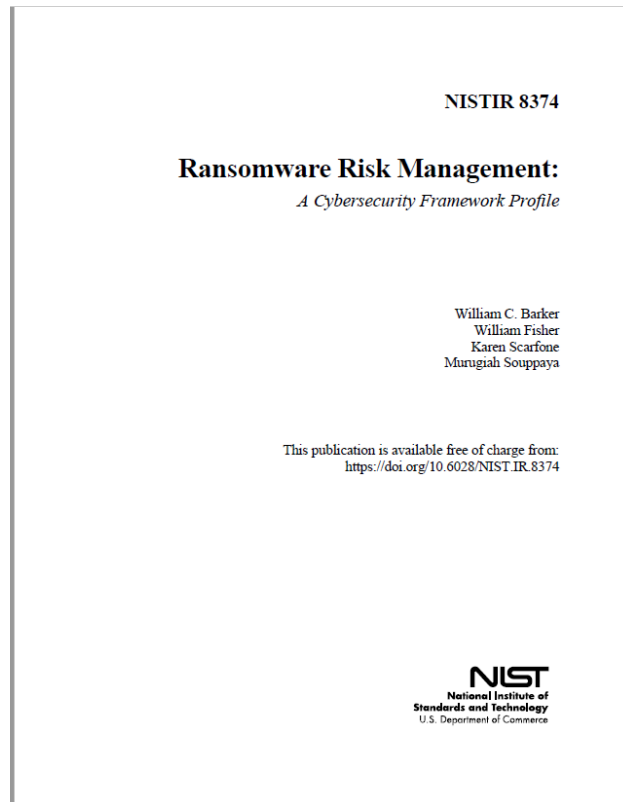 NISTIR 8374
Ransomware Risk Management:
A Cybersecurity Framework Profile
William C. Barker
William Fisher
Karen Scarfone
Murugiah Souppaya
This publication is available free of charge from:
https://doi.org/10.6028/NIST.IR.8374
NIST
National Institute of
Standards and Technology
U.S. Department of Commerce